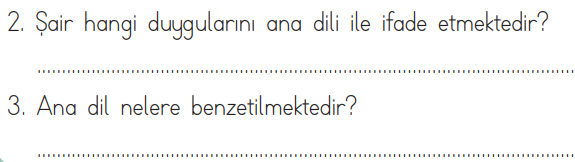 2. Şair hangi duygularını ana dili ile ifade etmektedir?
3. Ana dil nelere benzetilmektedir?